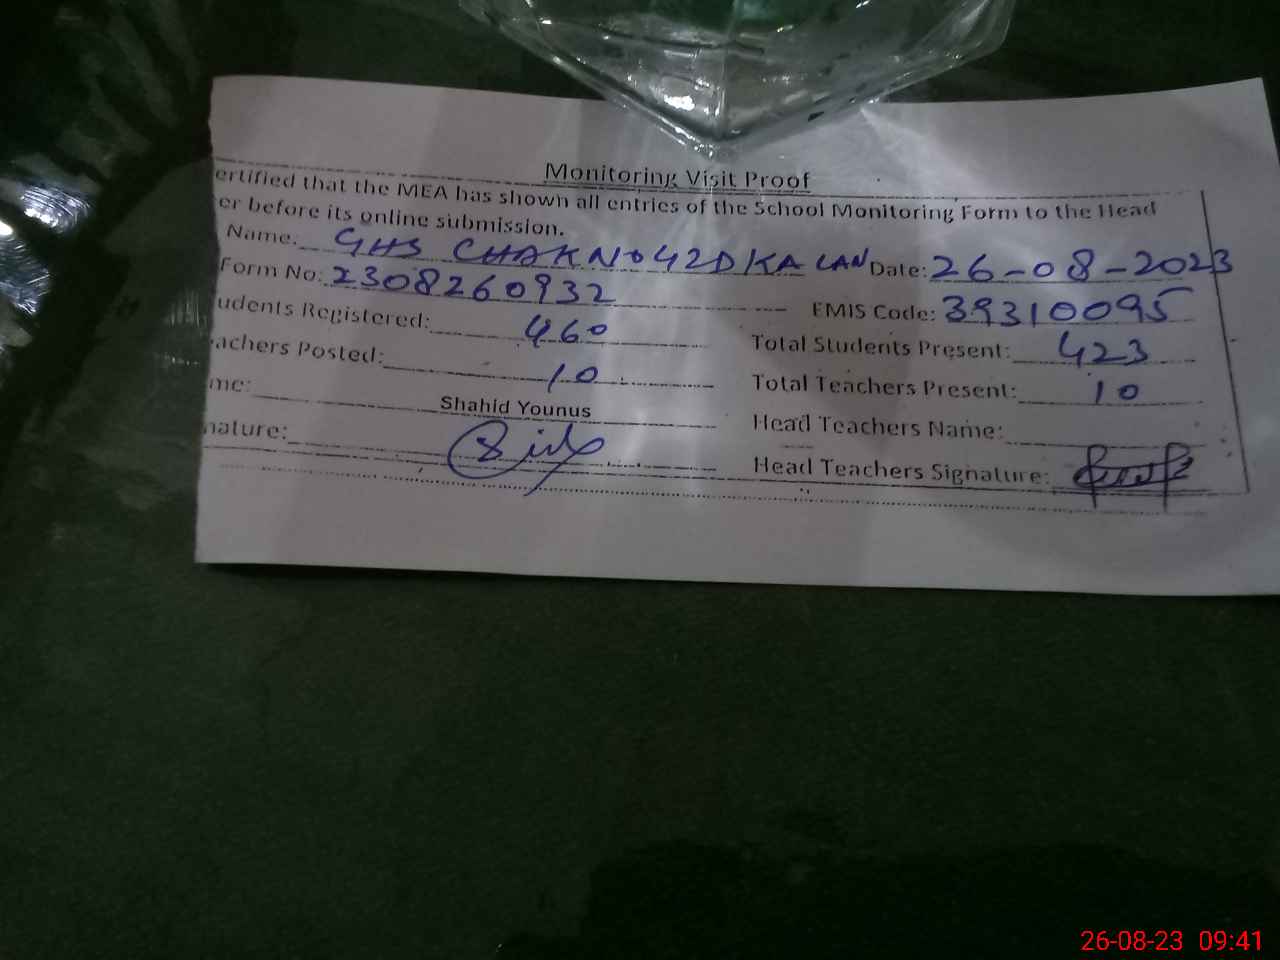 Monitoring Visit Proof
ertified that the MEA has shown all entries of the School Monitoring Form to the Head
er before its online submission.
Name: GHS CHAK NO 42D KALAN Date: 26-08-2023
Form No: 2308260932 EMIS Code: 39310095
udents Registered: 460 Total Students Present: 423
achers Posted: 10 Total Teachers Present: 10
me: Shahid Younus Head Teachers Name:
nature: Head Teachers Signature:
26-08-23 09:41